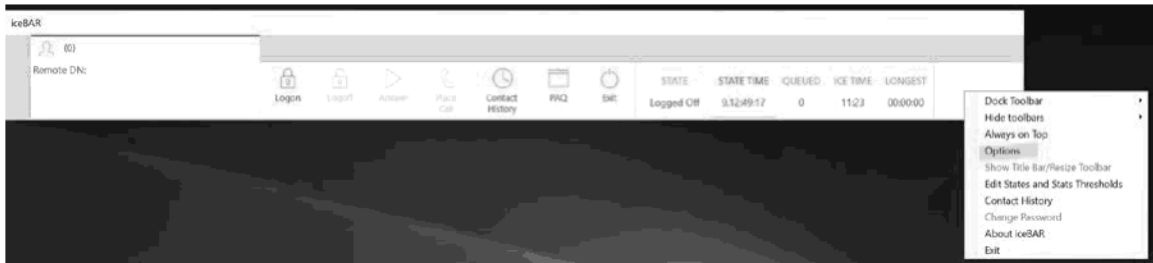 iceBAR
(0)
Remote DN:
Logon Logoff Answer Place Call Contact History PAQ Exit
STATE STATE TIME QUEUED ICE TIME LONGEST
Logged Off 9.12:49:17 0 11:23 00:00:00
Dock Toolbar
Hide toolbars
Always on Top
Options
Show Title Bar/Resize Toolbar
Edit States and Stats Thresholds
Contact History
Change Password
About iceBAR
Exit